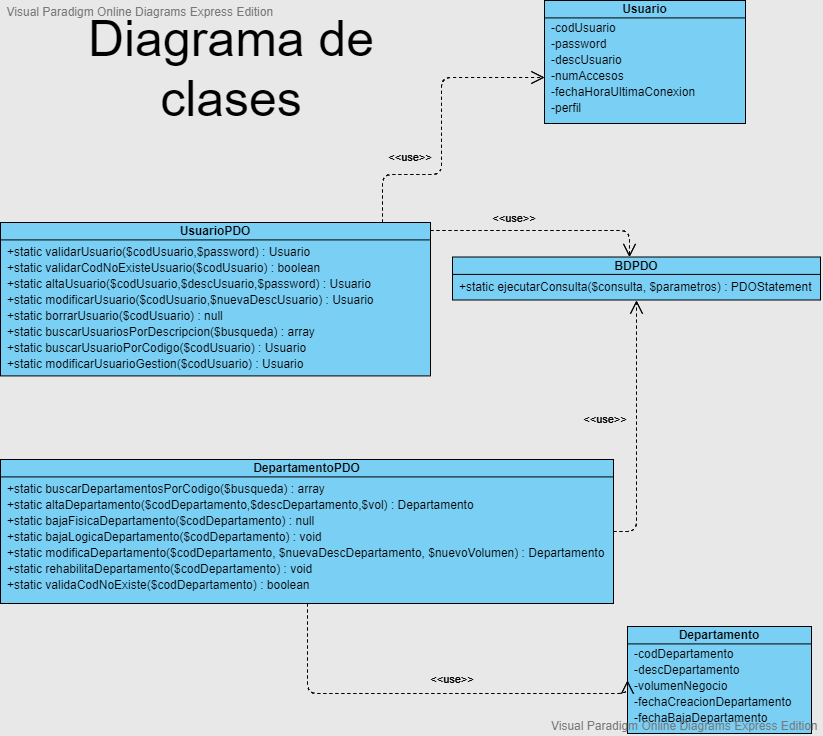 Visual Paradigm Online Diagrams Express Edition
Diagrama de
clases
Usuario
-codUsuario
-password
-descUsuario
-numAccesos
-fechaHoraUltimaConexion
-perfil
<<use>>
<<use>>
UsuarioPDO
+static validarUsuario($codUsuario,$password) : Usuario
+static validarCodNoExisteUsuario($codUsuario) : boolean
+static altaUsuario($codUsuario,$descUsuario,$password) : Usuario
+static modificarUsuario($codUsuario,$nuevaDescUsuario) : Usuario
+static borrarUsuario($codUsuario) : null
+static buscarUsuariosPorDescripcion($busqueda) : array
+static buscarUsuarioPorCodigo($codUsuario) : Usuario
+static modificarUsuarioGestion($codUsuario) : Usuario
BDPDO
+static ejecutarConsulta($consulta, $parametros) : PDOStatement
<<use>>
DepartamentoPDO
+static buscarDepartamentosPorCodigo($busqueda) : array
+static altaDepartamento($codDepartamento,$descDepartamento,$vol) : Departamento
+static bajaFisicaDepartamento($codDepartamento) : null
+static bajaLogicaDepartamento($codDepartamento) : void
+static modificaDepartamento($codDepartamento, $nuevaDescDepartamento, $nuevoVolumen) : Departamento
+static rehabilitaDepartamento($codDepartamento) : void
+static validaCodNoExiste($codDepartamento) : boolean
<<use>>
Departamento
-codDepartamento
-descDepartamento
-volumenNegocio
-fechaCreacionDepartamento
-fechaBajaDepartamento
Visual Paradigm Online Diagrams Express Edition